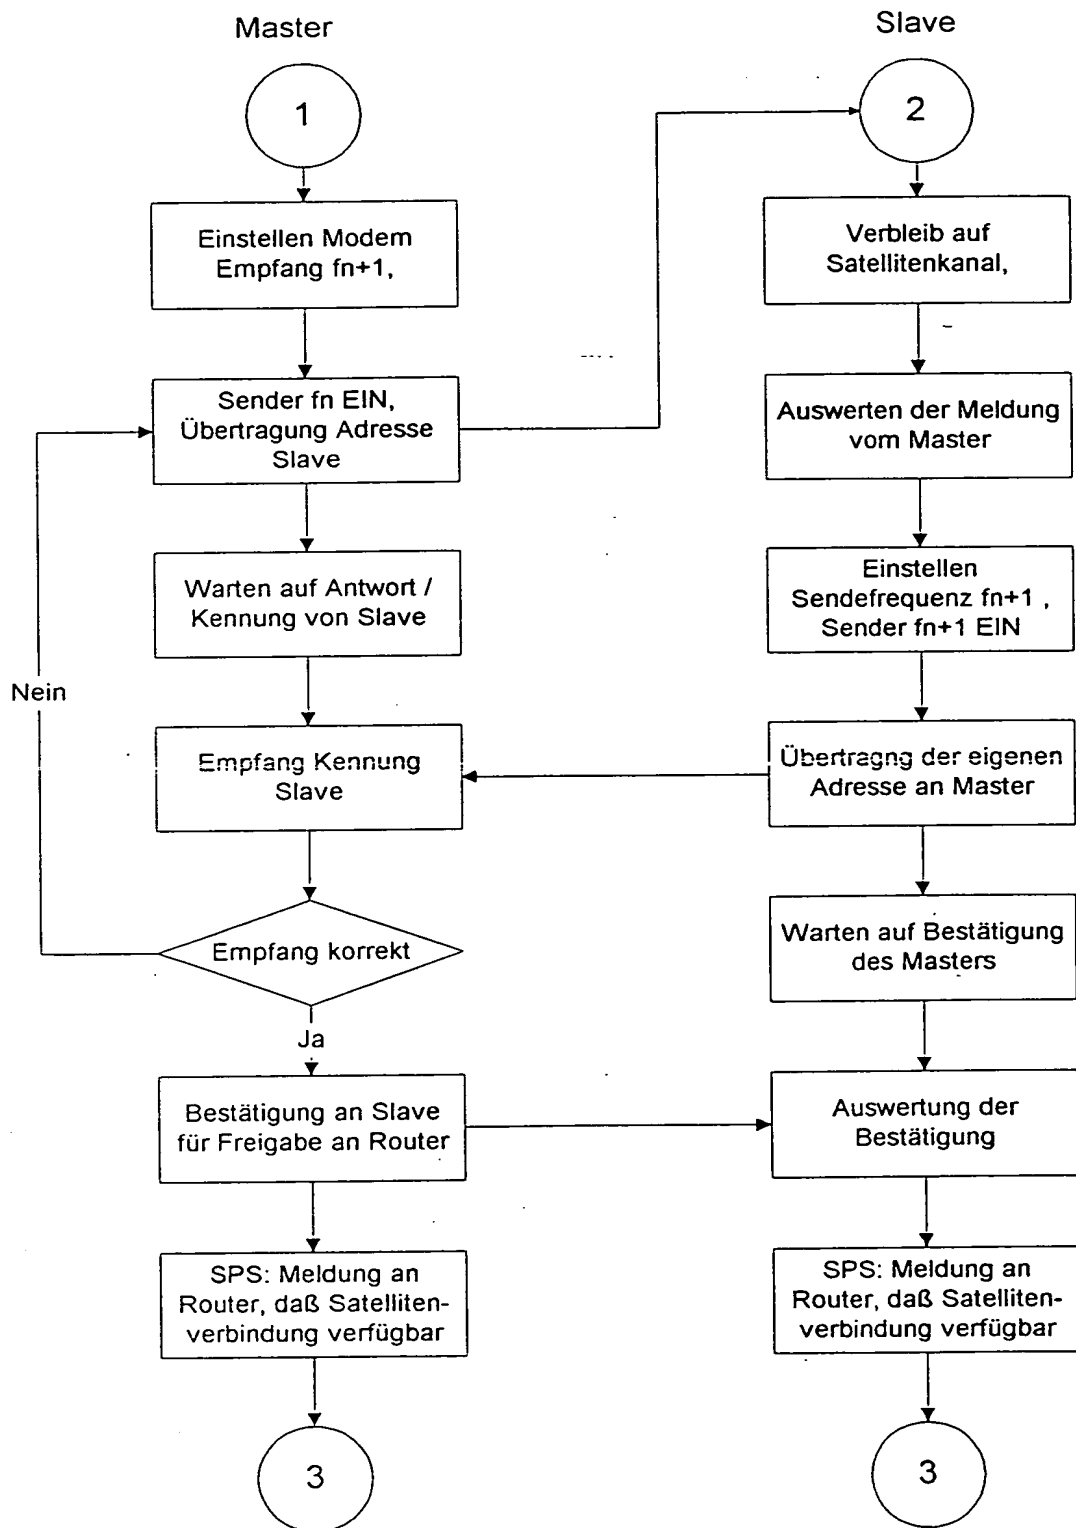 Master
1
Einstellen Modem
Empfang fn+1,
Sender fn EIN,
Übertragung Adresse
Slave
Warten auf Antwort /
Kennung von Slave
Nein
Empfang Kennung
Slave
Empfang korrekt
Ja
Bestätigung an Slave
für Freigabe an Router
SPS: Meldung an
Router, daß Satelliten-
verbindung verfügbar
3
Slave
2
Verbleib auf
Satellitenkanal,
Auswerten der Meldung
vom Master
Einstellen
Sendefrequenz fn+1 ,
Sender fn+1 EIN
Übertragng der eigenen
Adresse an Master
Warten auf Bestätigung
des Masters
Auswertung der
Bestätigung
SPS: Meldung an
Router, daß Satelliten-
verbindung verfügbar
3